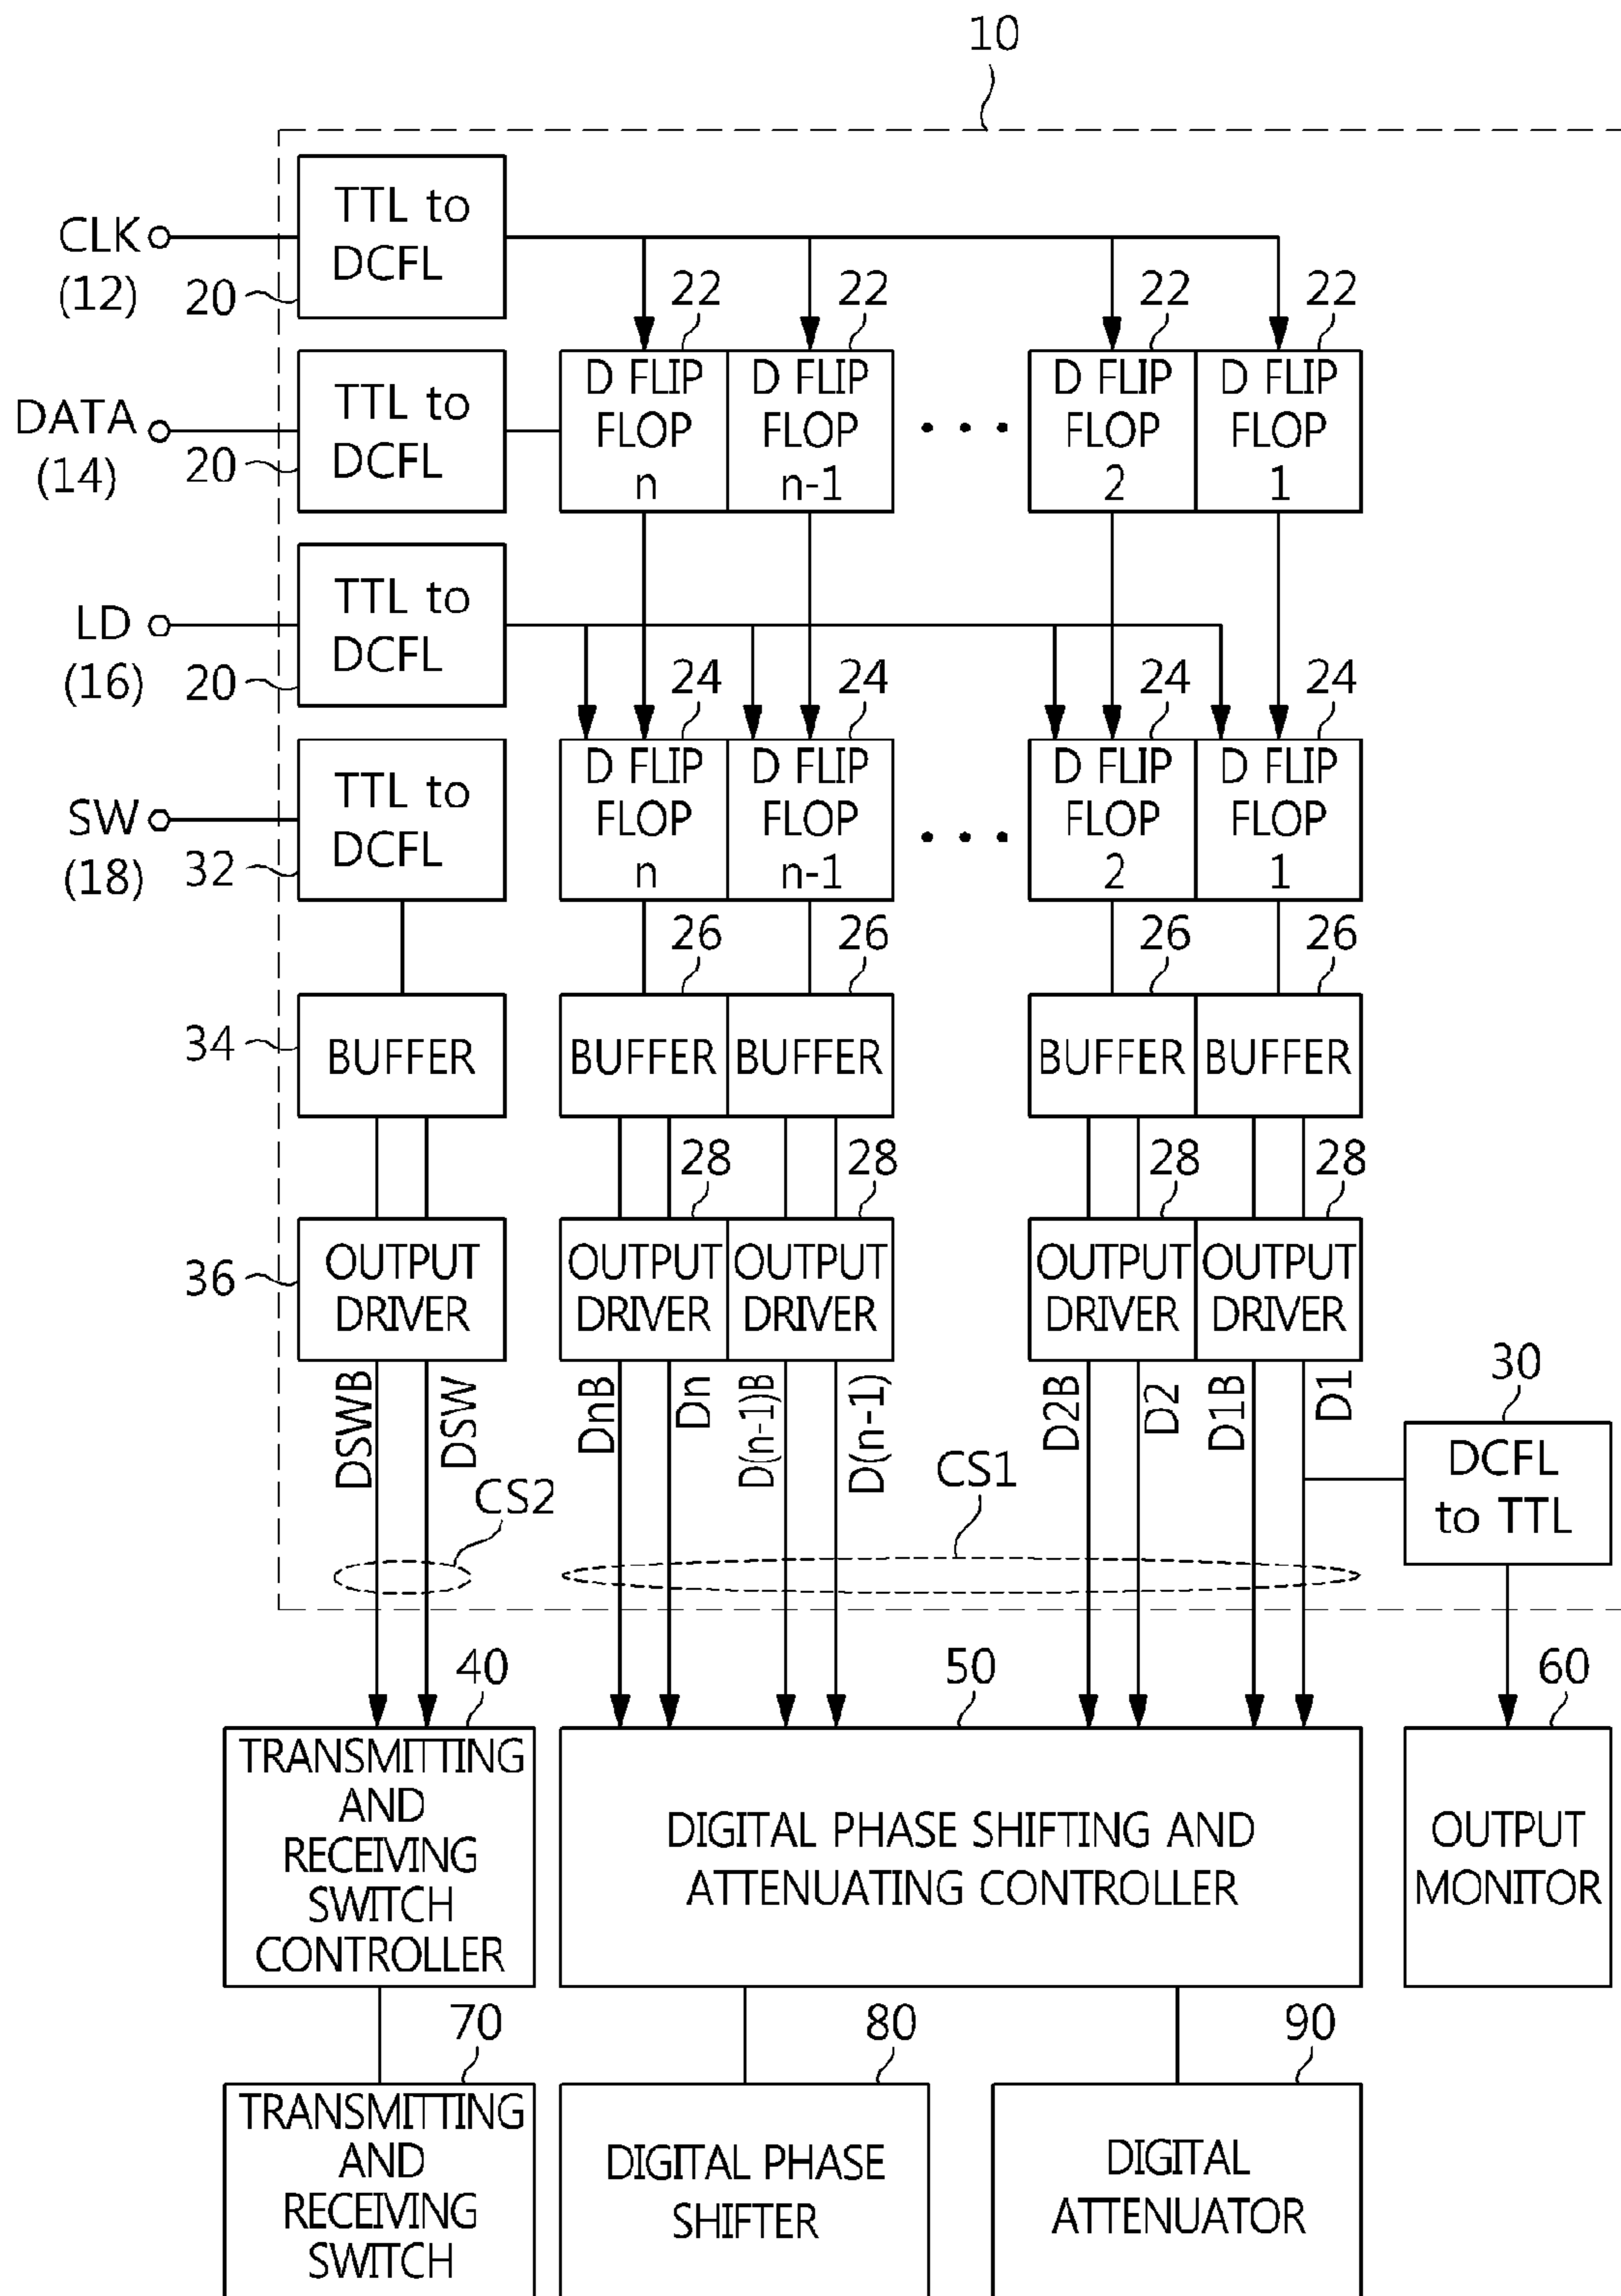 10
TTL to
DCFL
CLK
(12)
20
22
22
22
22
TTL to
DCFL
DATA
(14)
20
D FLIP
FLOP
n
D FLIP
FLOP
n-1
• • •
D FLIP
FLOP
2
D FLIP
FLOP
1
TTL to
DCFL
LD
(16)
20
24
24
24
24
TTL to
DCFL
SW
(18)
32
D FLIP
FLOP
n
D FLIP
FLOP
n-1
• • •
D FLIP
FLOP
2
D FLIP
FLOP
1
26
26
26
26
34
BUFFER
BUFFER
BUFFER
BUFFER
BUFFER
28
28
28
28
36
OUTPUT
DRIVER
OUTPUT
DRIVER
OUTPUT
DRIVER
OUTPUT
DRIVER
OUTPUT
DRIVER
DSWB
DSW
DnB
Dn
D(n-1)B
D(n-1)
D2B
D2
D1B
D1
30
DCFL
to TTL
CS2
CS1
40
50
60
TRANSMITTING
AND
RECEIVING
SWITCH
CONTROLLER
DIGITAL PHASE SHIFTING AND
ATTENUATING CONTROLLER
OUTPUT
MONITOR
70
80
90
TRANSMITTING
AND
RECEIVING
SWITCH
DIGITAL PHASE
SHIFTER
DIGITAL
ATTENUATOR